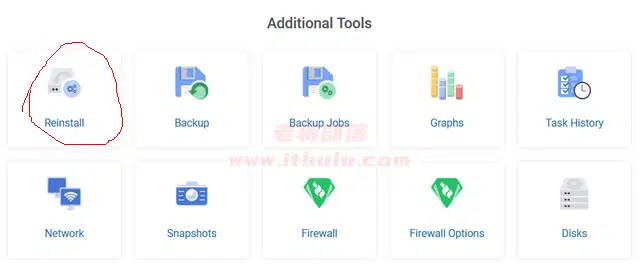 Additional Tools
Reinstall
Backup
Backup Jobs
Graphs
Task History
老蒋部落
www.itbulu.com
Network
Snapshots
Firewall
Firewall Options
Disks